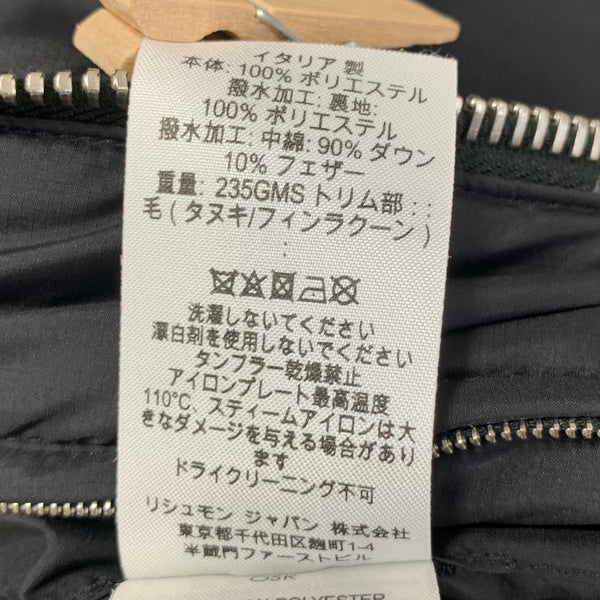 イタリア 製
本体: 100% ポリエステル
撥水加工: 裏地:
100% ポリエステル
撥水加工: 中綿: 90% ダウン
10% フェザー
重量: 235GMS トリム部 : :
毛 ( タヌキ/フィンラクーン )
:
洗濯しないてください
漂白剤を使用しないでください
タンフラー乾燥禁止
アイロンプレート最高温度
110°C、スティームアイロンは大
きなダメージを与える場合があり
ます
ドライクリーニング不可
リシュモン ジャパン 株式会社
東京都千代田区麹町1-4
半蔵門ファーストビル
POLYESTER